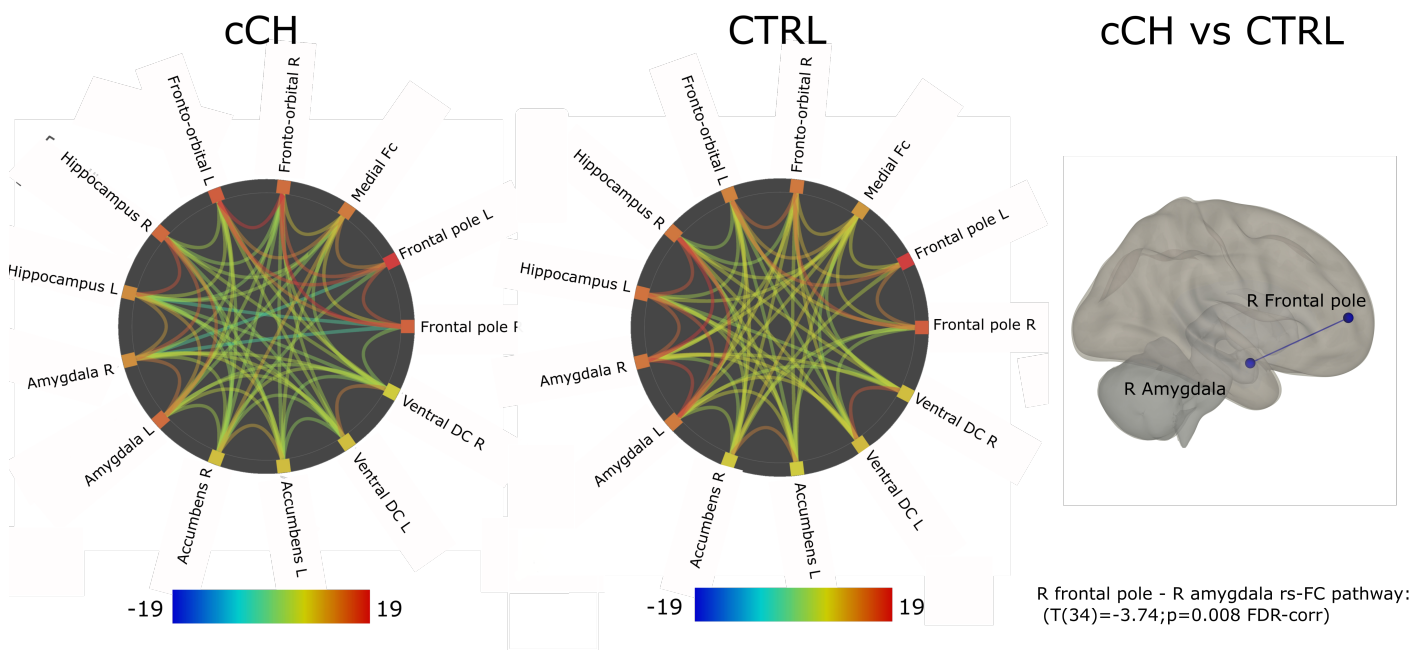 cCH
CTRL
cCH vs CTRL
Fronto-orbital L
Fronto-orbital R
Medial Fc
Hippocampus R
Frontal pole L
Hippocampus L
Frontal pole R
Amygdala R
Ventral DC R
Amygdala L
Ventral DC L
Accumbens R
Accumbens L
-19
19
Fronto-orbital L
Fronto-orbital R
Medial Fc
Hippocampus R
Frontal pole L
Hippocampus L
Frontal pole R
Amygdala R
Ventral DC R
Amygdala L
Ventral DC L
Accumbens R
Accumbens L
-19
19
R Frontal pole
R Amygdala
R frontal pole - R amygdala rs-FC pathway:
(T(34)=-3.74;p=0.008 FDR-corr)